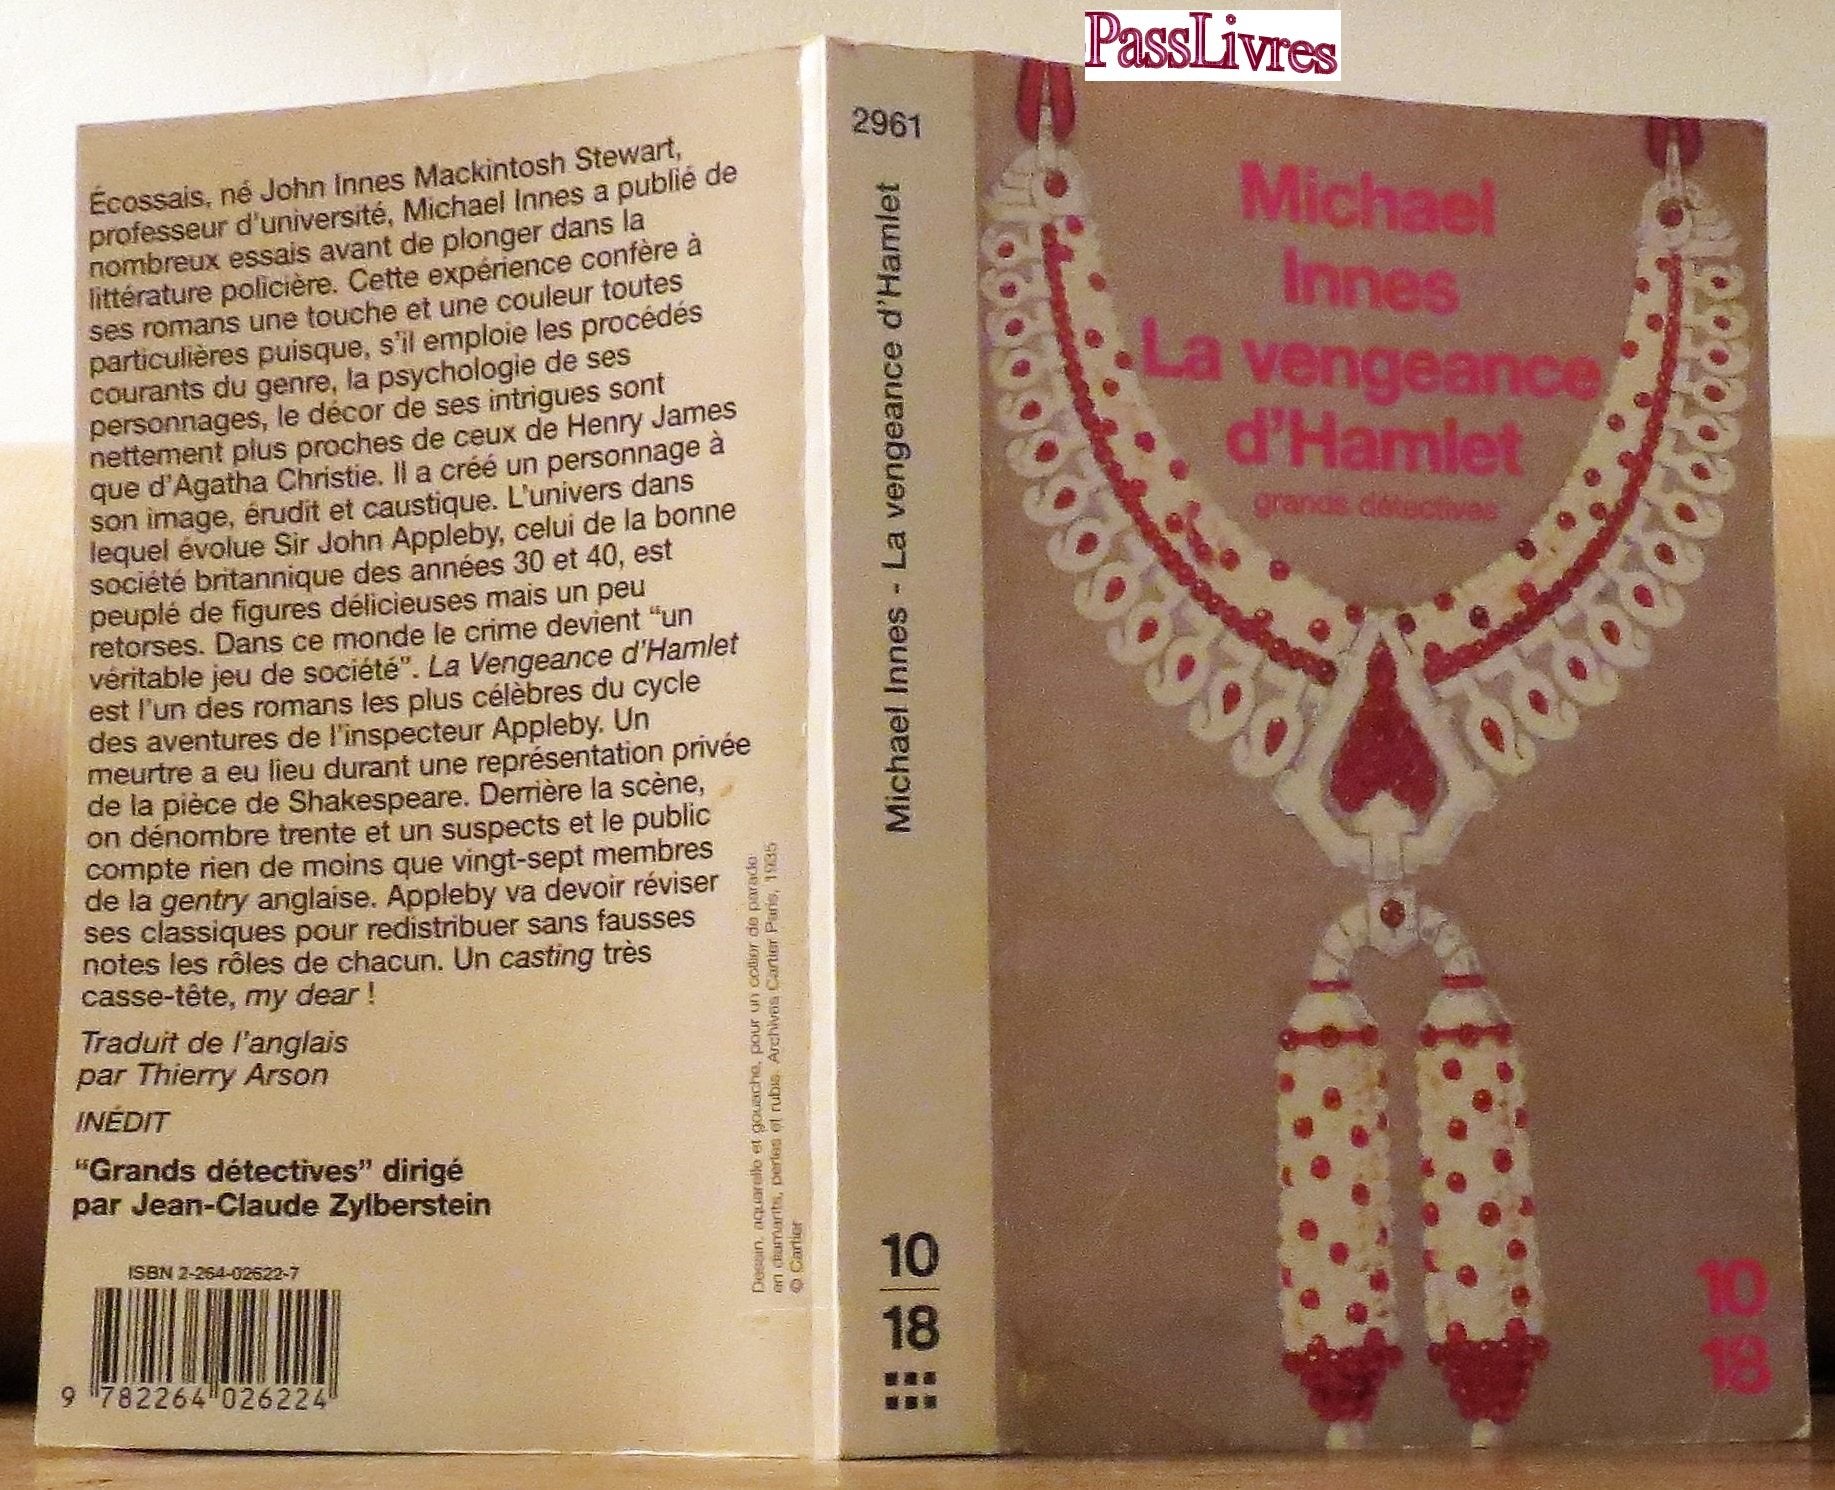 PassLivres
Écossais, né John Innes Mackintosh Stewart,
professeur d'université, Michael Innes a publié de
nombreux essais avant de plonger dans la
littérature policière. Cette expérience confère à
ses romans une touche et une couleur toutes
particulières puisque, s'il emploie les procédés
courants du genre, la psychologie de ses
personnages, le décor de ses intrigues sont
nettement plus proches de ceux de Henry James
que d'Agatha Christie. Il a créé un personnage à
son image, érudit et caustique. L'univers dans
lequel évolue Sir John Appleby, celui de la bonne
société britannique des années 30 et 40, est
peuplé de figures délicieuses mais un peu
retorses. Dans ce monde le crime devient "un
véritable jeu de société". La Vengeance d'Hamlet
est l'un des romans les plus célèbres du cycle
des aventures de l'inspecteur Appleby. Un
meurtre a eu lieu durant une représentation privée
de la pièce de Shakespeare. Derrière la scène,
on dénombre trente et un suspects et le public
compte rien de moins que vingt-sept membres
de la gentry anglaise. Appleby va devoir réviser
ses classiques pour redistribuer sans fausses
notes les rôles de chacun. Un casting très
casse-tête, my dear !
Traduit de l'anglais
par Thierry Arson
INÉDIT
"Grands détectives" dirigé
par Jean-Claude Zylberstein
ISBN 2-264-02622-7
9 782264 026224
Dessin, aquarelle et gouache, pour un collier de parade
en diamants, perles et rubis. Archives Cartier Paris, 1935
© Cartier
2961
Michael Innes - La vengeance d'Hamlet
10
18
Michael
Innes
La vengeance
d'Hamlet
grands détectives
10
18